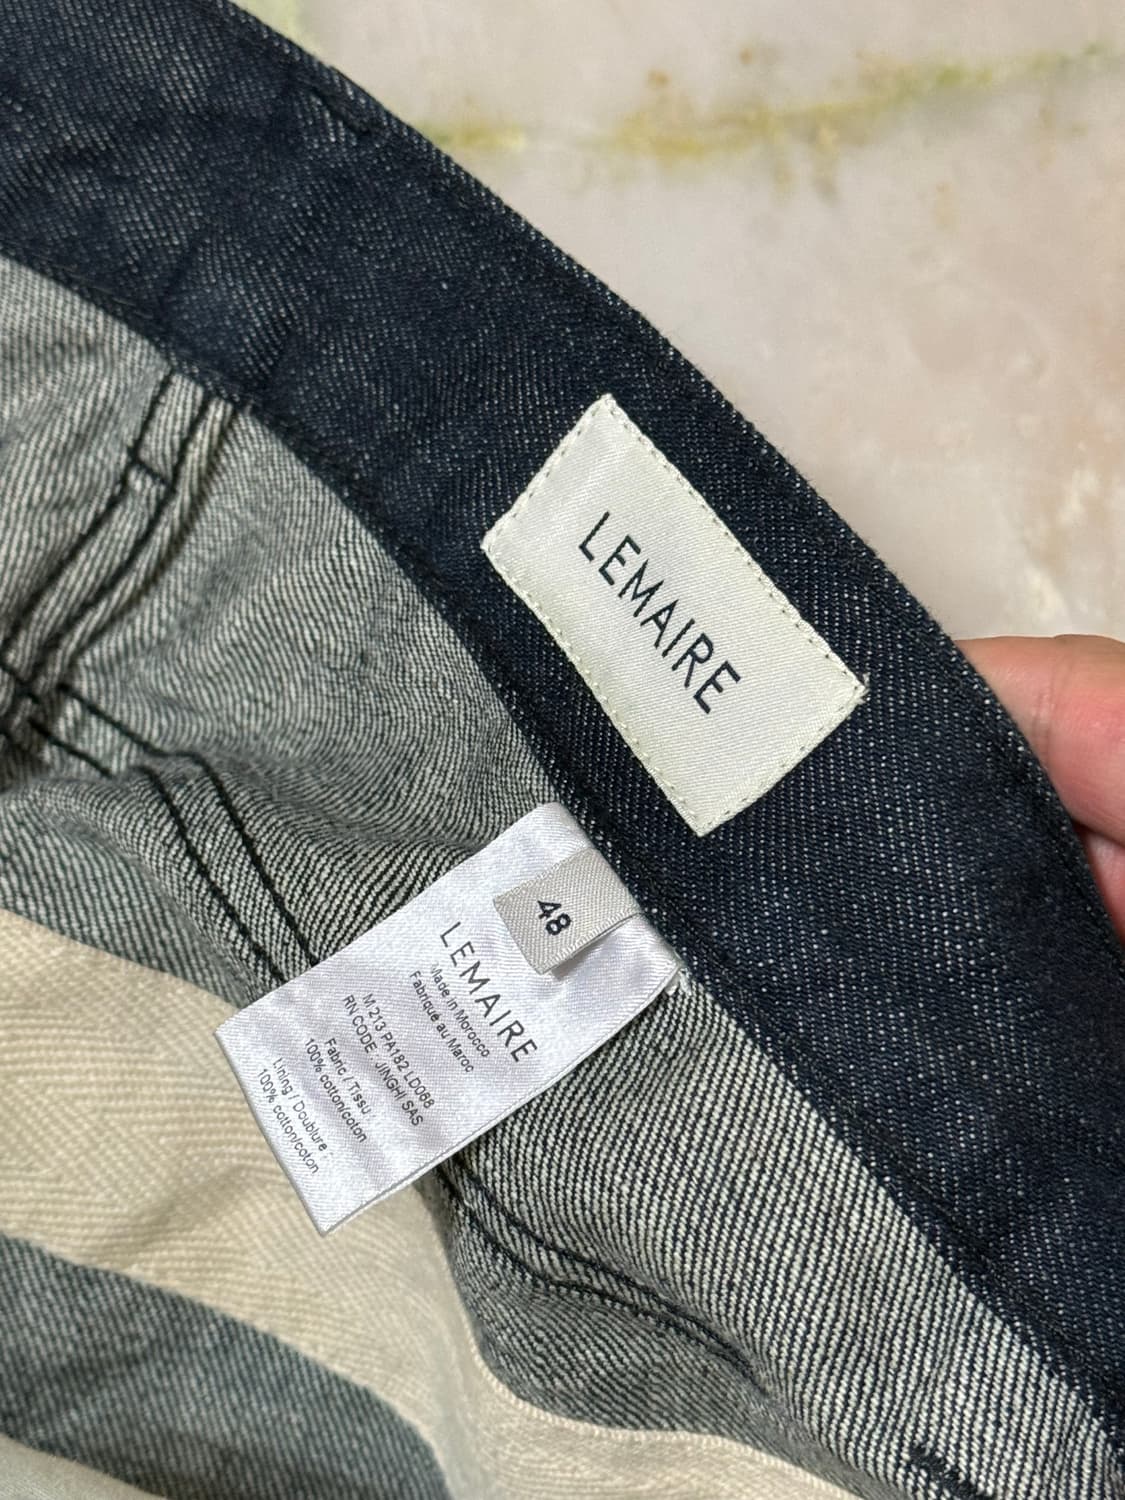 LEMAIRE
48
LEMAIRE
Made in Morocco
Fabriqué au Maroc
M 213 PA182 LD068
RN CODE JINGHI SAS
Fabric / Tissu
100% cotton/coton
Lining / Doublure :
100% cotton/coton